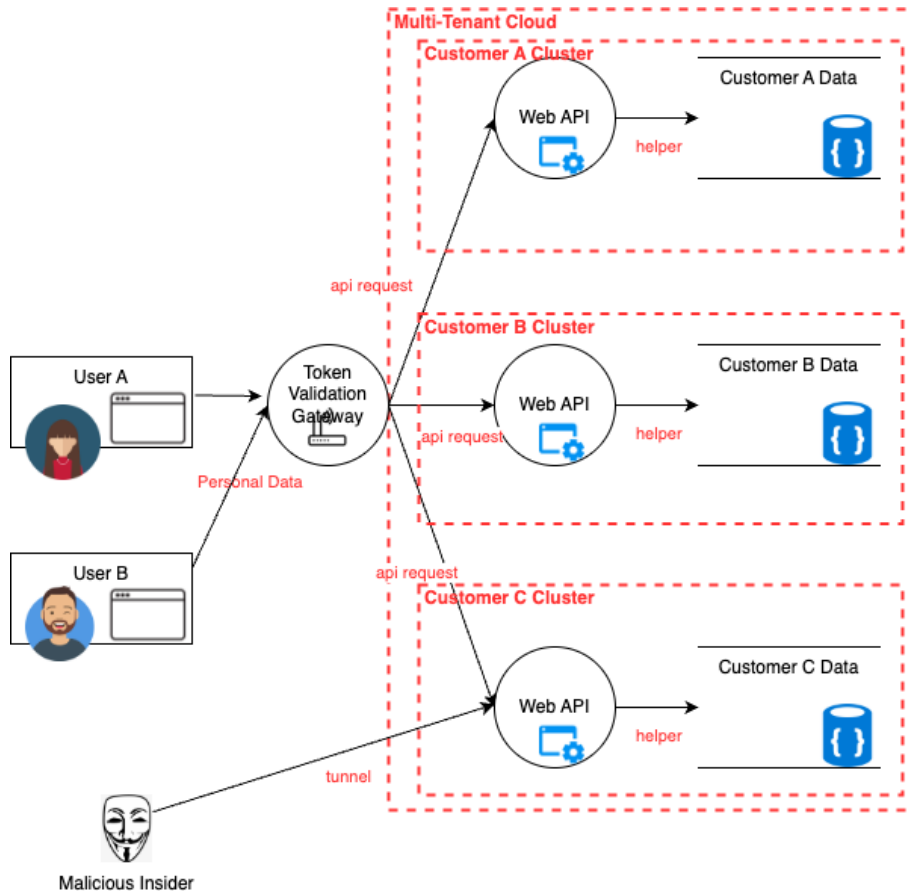 Multi-Tenant Cloud
Customer A Cluster
Web API
helper
Customer A Data
{ }
api request
Customer B Cluster
User A
Token
Validation
Gateway
Web API
api request
helper
Customer B Data
{ }
Personal Data
User B
api request
Customer C Cluster
Web API
helper
Customer C Data
{ }
tunnel
Malicious Insider